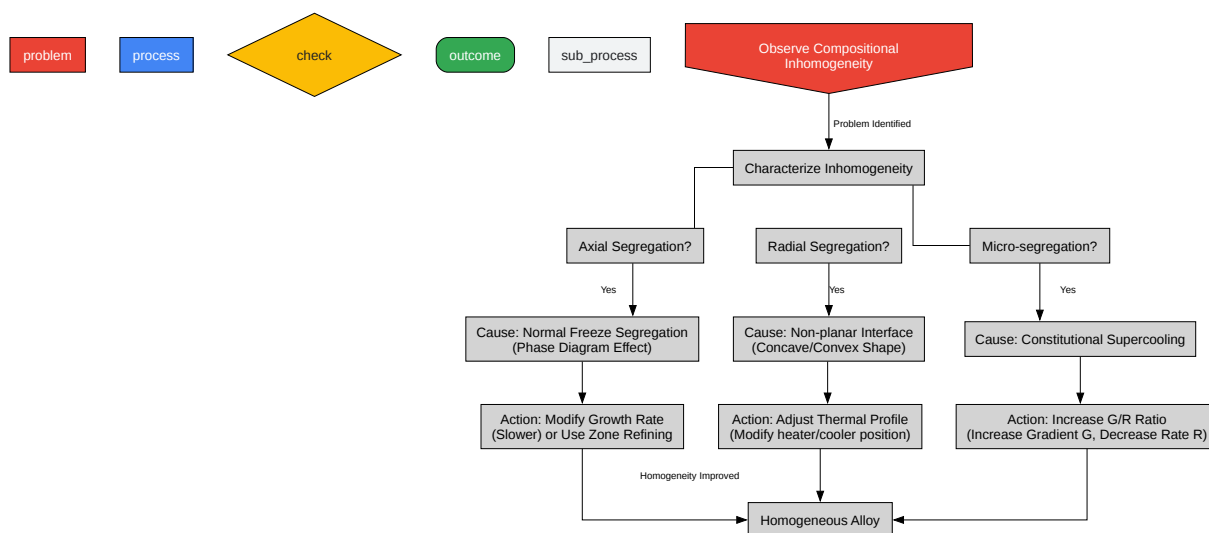 problem
process
check
outcome
sub_process
Observe Compositional
Inhomogeneity
Problem Identified
Characterize Inhomogeneity
Axial Segregation?
Radial Segregation?
Micro-segregation?
Yes
Yes
Yes
Cause: Normal Freeze Segregation
(Phase Diagram Effect)
Cause: Non-planar Interface
(Concave/Convex Shape)
Cause: Constitutional Supercooling
Action: Modify Growth Rate
(Slower) or Use Zone Refining
Action: Adjust Thermal Profile
(Modify heater/cooler position)
Action: Increase G/R Ratio
(Increase Gradient G, Decrease Rate R)
Homogeneity Improved
Homogeneous Alloy